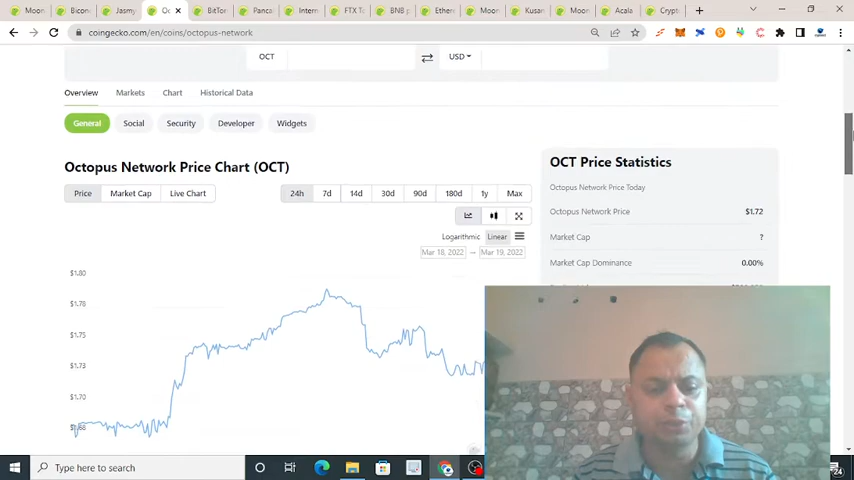 Moon
Bicon
Jasmy
Oc
BitTor
Panca
Intern
FTX T
BNB p
Ether
Moon
Kusar
Moon
Acala
Crypt
coingecko.com/en/coins/octopus-network
OCT
USD
Overview
Markets
Chart
Historical Data
General
Social
Security
Developer
Widgets
Octopus Network Price Chart (OCT)
OCT Price Statistics
Octopus Network Price Today
Price
Market Cap
Live Chart
24h
7d
14d
30d
90d
180d
1y
Max
Octopus Network Price
$1.72
Logarithmic
Linear
Market Cap
?
Mar 18, 2022 → Mar 19, 2022
Market Cap Dominance
0.00%
$1.80
$1.78
$1.75
$1.73
$1.70
$1.68
Type here to search
24